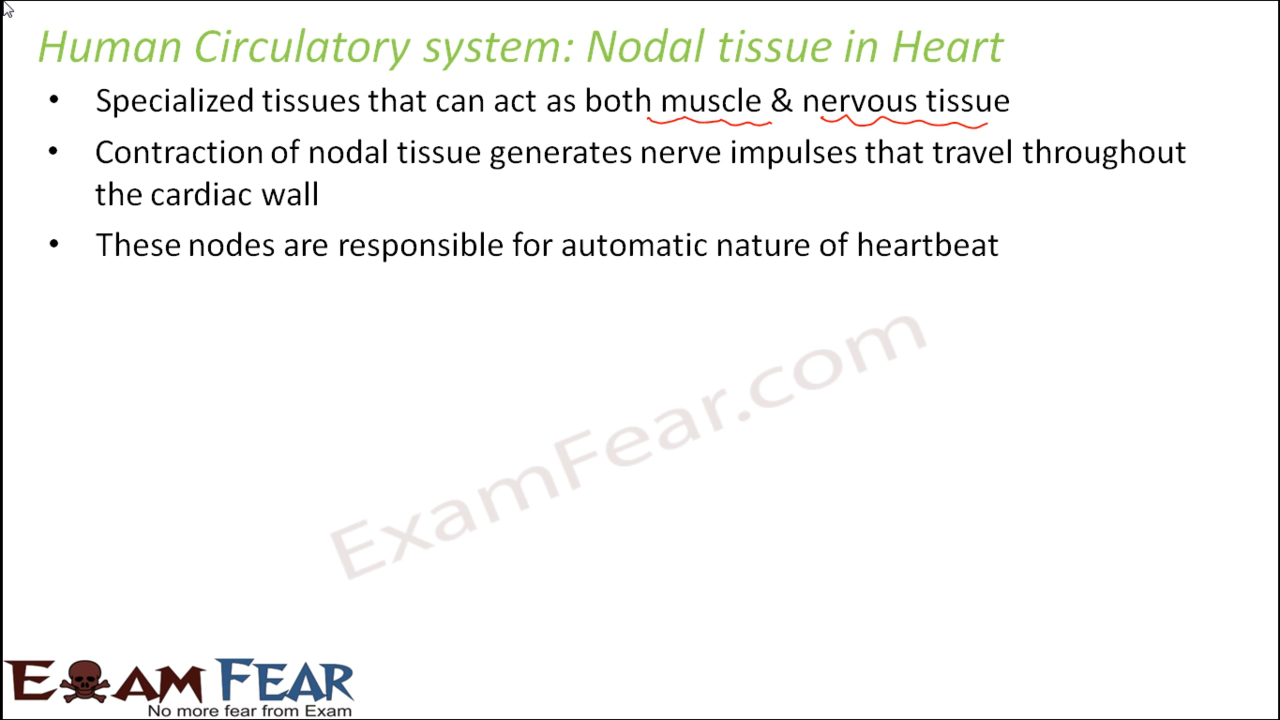 Human Circulatory system: Nodal tissue in Heart
• Specialized tissues that can act as both muscle & nervous tissue
• Contraction of nodal tissue generates nerve impulses that travel throughout
the cardiac wall
• These nodes are responsible for automatic nature of heartbeat
ExamFear.com
EXAM FEAR
No more fear from Exam